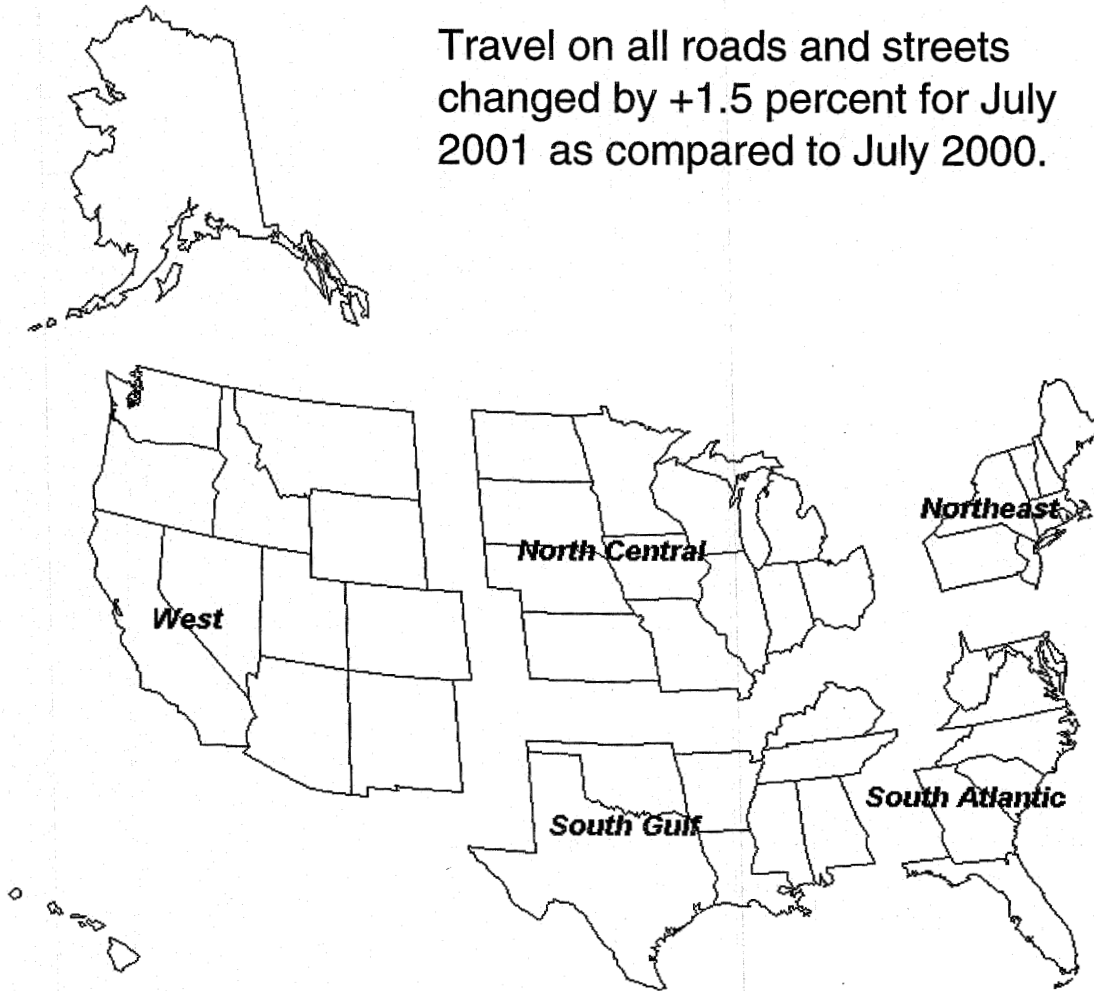 Travel on all roads and streets
changed by +1.5 percent for July
2001 as compared to July 2000.
Northeast
North Central
West
South Atlantic
South Gulf